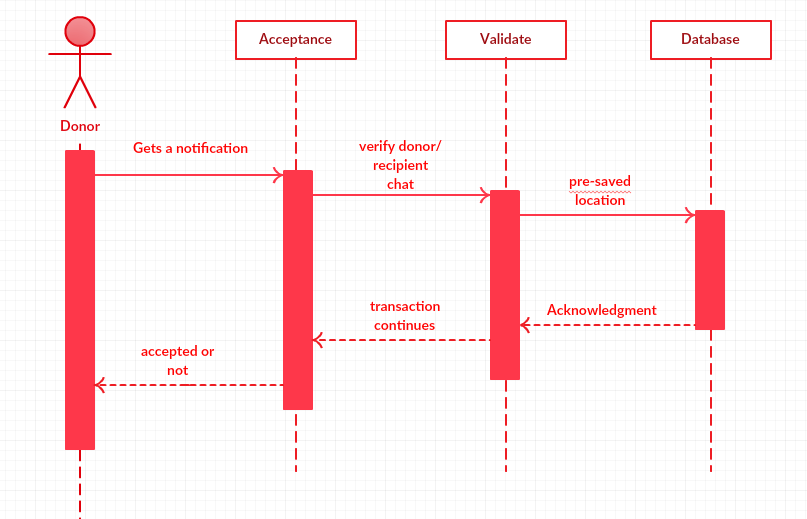 Acceptance
Validate
Database
Donor
Gets a notification
verify donor/
recipient
chat
pre-saved
location
transaction
continues
Acknowledgment
accepted or
not